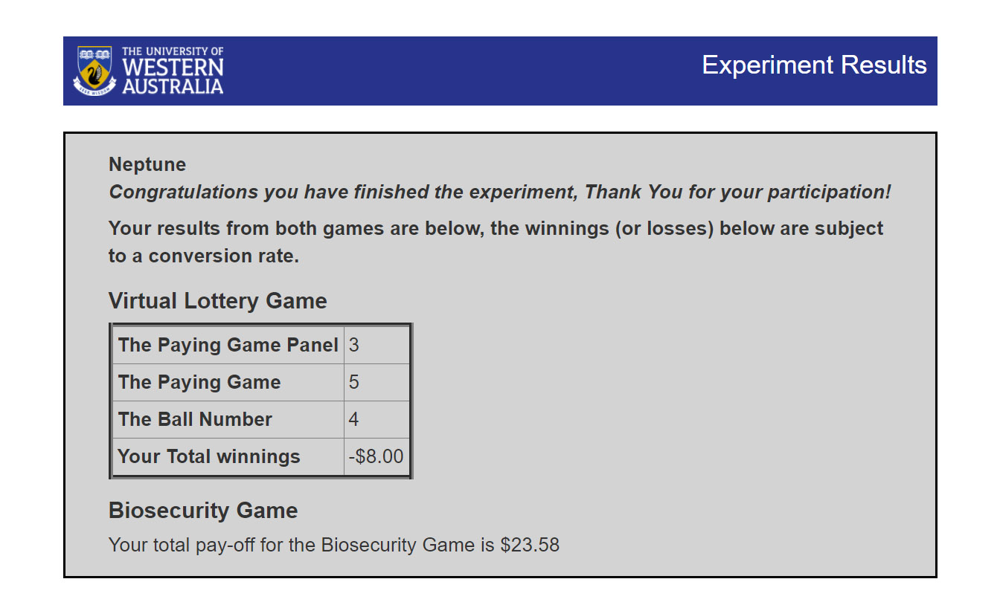 THE UNIVERSITY OF
WESTERN
AUSTRALIA
SEEK WISDOM
Experiment Results
Neptune
Congratulations you have finished the experiment, Thank You for your participation!
Your results from both games are below, the winnings (or losses) below are subject
to a conversion rate.
Virtual Lottery Game
The Paying Game Panel 3
The Paying Game 5
The Ball Number 4
Your Total winnings -$8.00
Biosecurity Game
Your total pay-off for the Biosecurity Game is $23.58